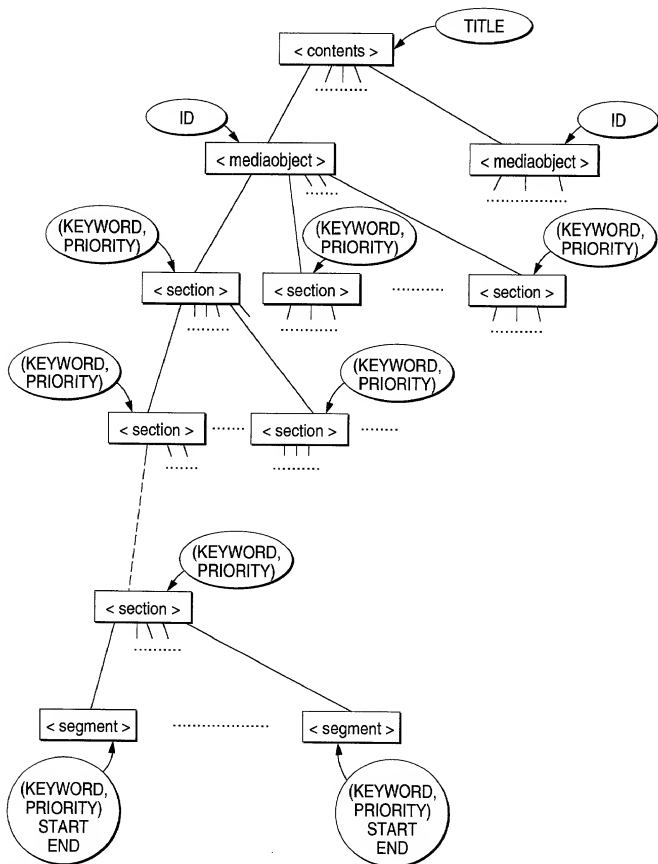 TITLE
< contents >
ID
ID
< mediaobject >
< mediaobject >
(KEYWORD,
PRIORITY)
(KEYWORD,
PRIORITY)
(KEYWORD,
PRIORITY)
< section >
< section >
< section >
(KEYWORD,
PRIORITY)
(KEYWORD,
PRIORITY)
< section >
< section >
(KEYWORD,
PRIORITY)
< section >
< segment >
< segment >
(KEYWORD,
PRIORITY)
START
END
(KEYWORD,
PRIORITY)
START
END